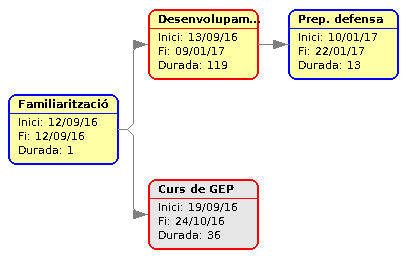 Familiarització
Inici: 12/09/16
Fi: 12/09/16
Durada: 1
Desenvolupam...
Inici: 13/09/16
Fi: 09/01/17
Durada: 119
Prep. defensa
Inici: 10/01/17
Fi: 22/01/17
Durada: 13
Curs de GEP
Inici: 19/09/16
Fi: 24/10/16
Durada: 36